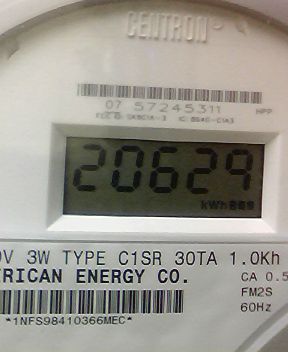 CENTRON
07 57245311 HPP
20629
kWh
V 3W TYPE C1SR 30TA 1.0Kh
RICAN ENERGY CO.
CA 0.5
FM2S
60Hz
*1NFS98410366MEC*